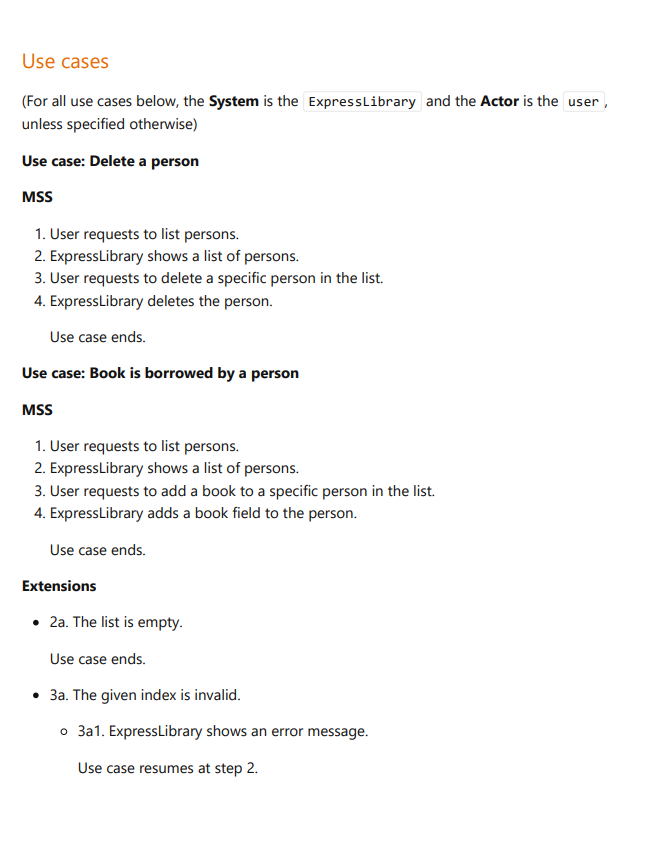 Use cases
(For all use cases below, the System is the ExpressLibrary and the Actor is the user,
unless specified otherwise)
Use case: Delete a person
MSS
1. User requests to list persons.
2. ExpressLibrary shows a list of persons.
3. User requests to delete a specific person in the list.
4. ExpressLibrary deletes the person.
Use case ends.
Use case: Book is borrowed by a person
MSS
1. User requests to list persons.
2. ExpressLibrary shows a list of persons.
3. User requests to add a book to a specific person in the list.
4. ExpressLibrary adds a book field to the person.
Use case ends.
Extensions
• 2a. The list is empty.
Use case ends.
• 3a. The given index is invalid.
○ 3a1. ExpressLibrary shows an error message.
Use case resumes at step 2.